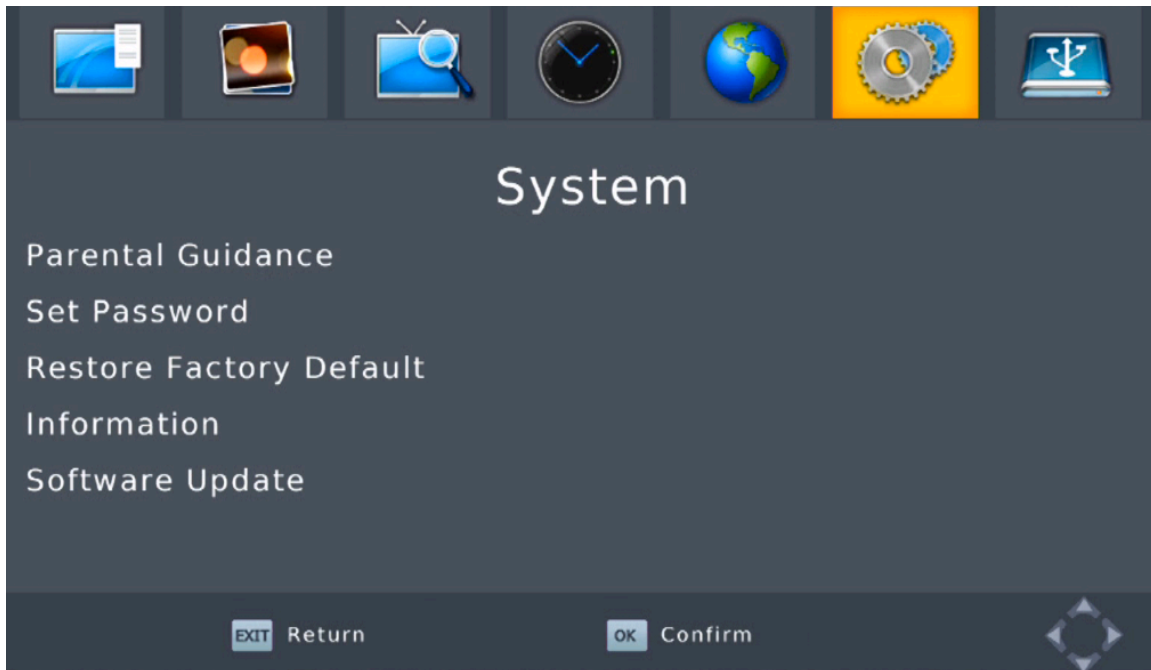 System
Parental Guidance
Set Password
Restore Factory Default
Information
Software Update
EXIT Return
OK Confirm